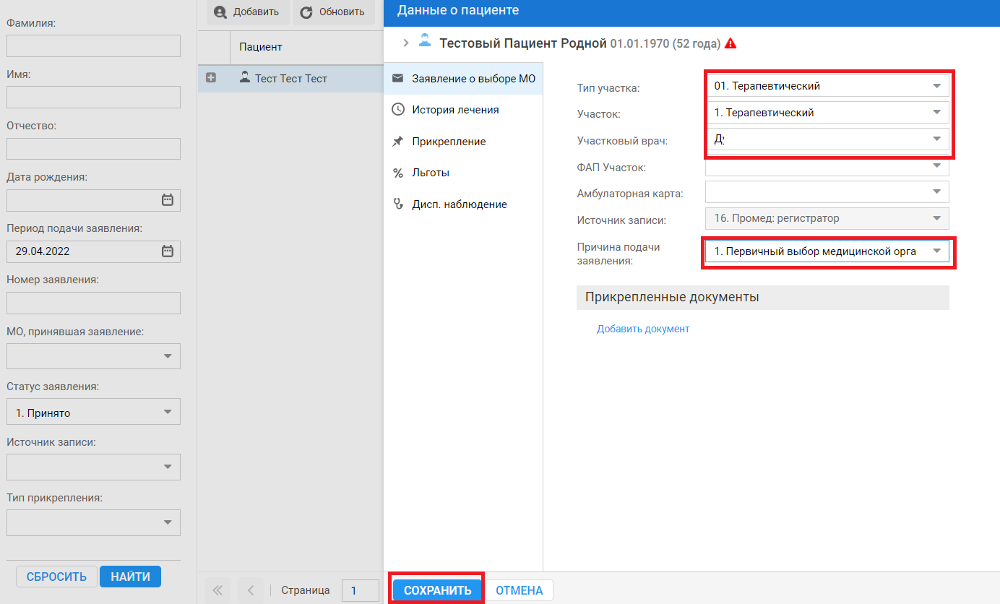 Фамилия:
Имя:
Отчество:
Дата рождения:
Период подачи заявления:
29.04.2022
Номер заявления:
МО, принявшая заявление:
Статус заявления:
1. Принято
Источник записи:
Тип прикрепления:
СБРОСИТЬ НАЙТИ
Добавить Обновить
Пациент
Тест Тест Тест
Страница 1
Данные о пациенте
Тестовый Пациент Родной 01.01.1970 (52 года)
Заявление о выборе МО
История лечения
Прикрепление
% Льготы
Дисп. наблюдение
Тип участка: 01. Терапевтический
Участок: 1. Терапевтический
Участковый врач:
ФАП Участок:
Амбулаторная карта:
Источник записи: 16. Промед: регистратор
Причина подачи
заявления:
1. Первичный выбор медицинской орга
Прикрепленные документы
Добавить документ
СОХРАНИТЬ ОТМЕНА